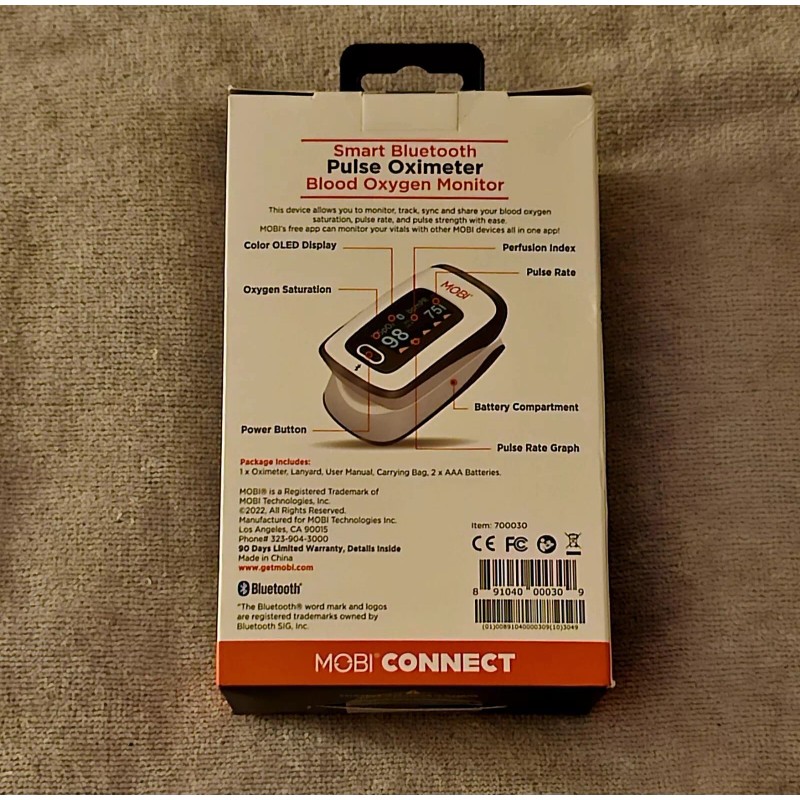 Smart Bluetooth
Pulse Oximeter
Blood Oxygen Monitor
This device allows you to monitor, track, sync and share your blood oxygen
saturation, pulse rate, and pulse strength with ease.
MOBI's free app can monitor your vitals with other MOBI devices all in one app!
Color OLED Display
Perfusion Index
Pulse Rate
Oxygen Saturation
MOBI
98
75
Battery Compartment
Power Button
Pulse Rate Graph
Package Includes:
1 x Oximeter, Lanyard, User Manual, Carrying Bag, 2 x AAA Batteries.
MOBI® is a Registered Trademark of
MOBI Technologies, Inc.
©2022, All Rights Reserved.
Manufactured for MOBI Technologies Inc.
Los Angeles, CA 90015
Phone# 323-904-3000
90 Days Limited Warranty, Details Inside
Made in China
www.getmobi.com
Item: 700030
CE FC
Bluetooth®
"The Bluetooth® word mark and logos
are registered trademarks owned by
Bluetooth SIG, Inc.
8 91040 00030 9
(01)00891040000309(10)3049
MOBI® CONNECT